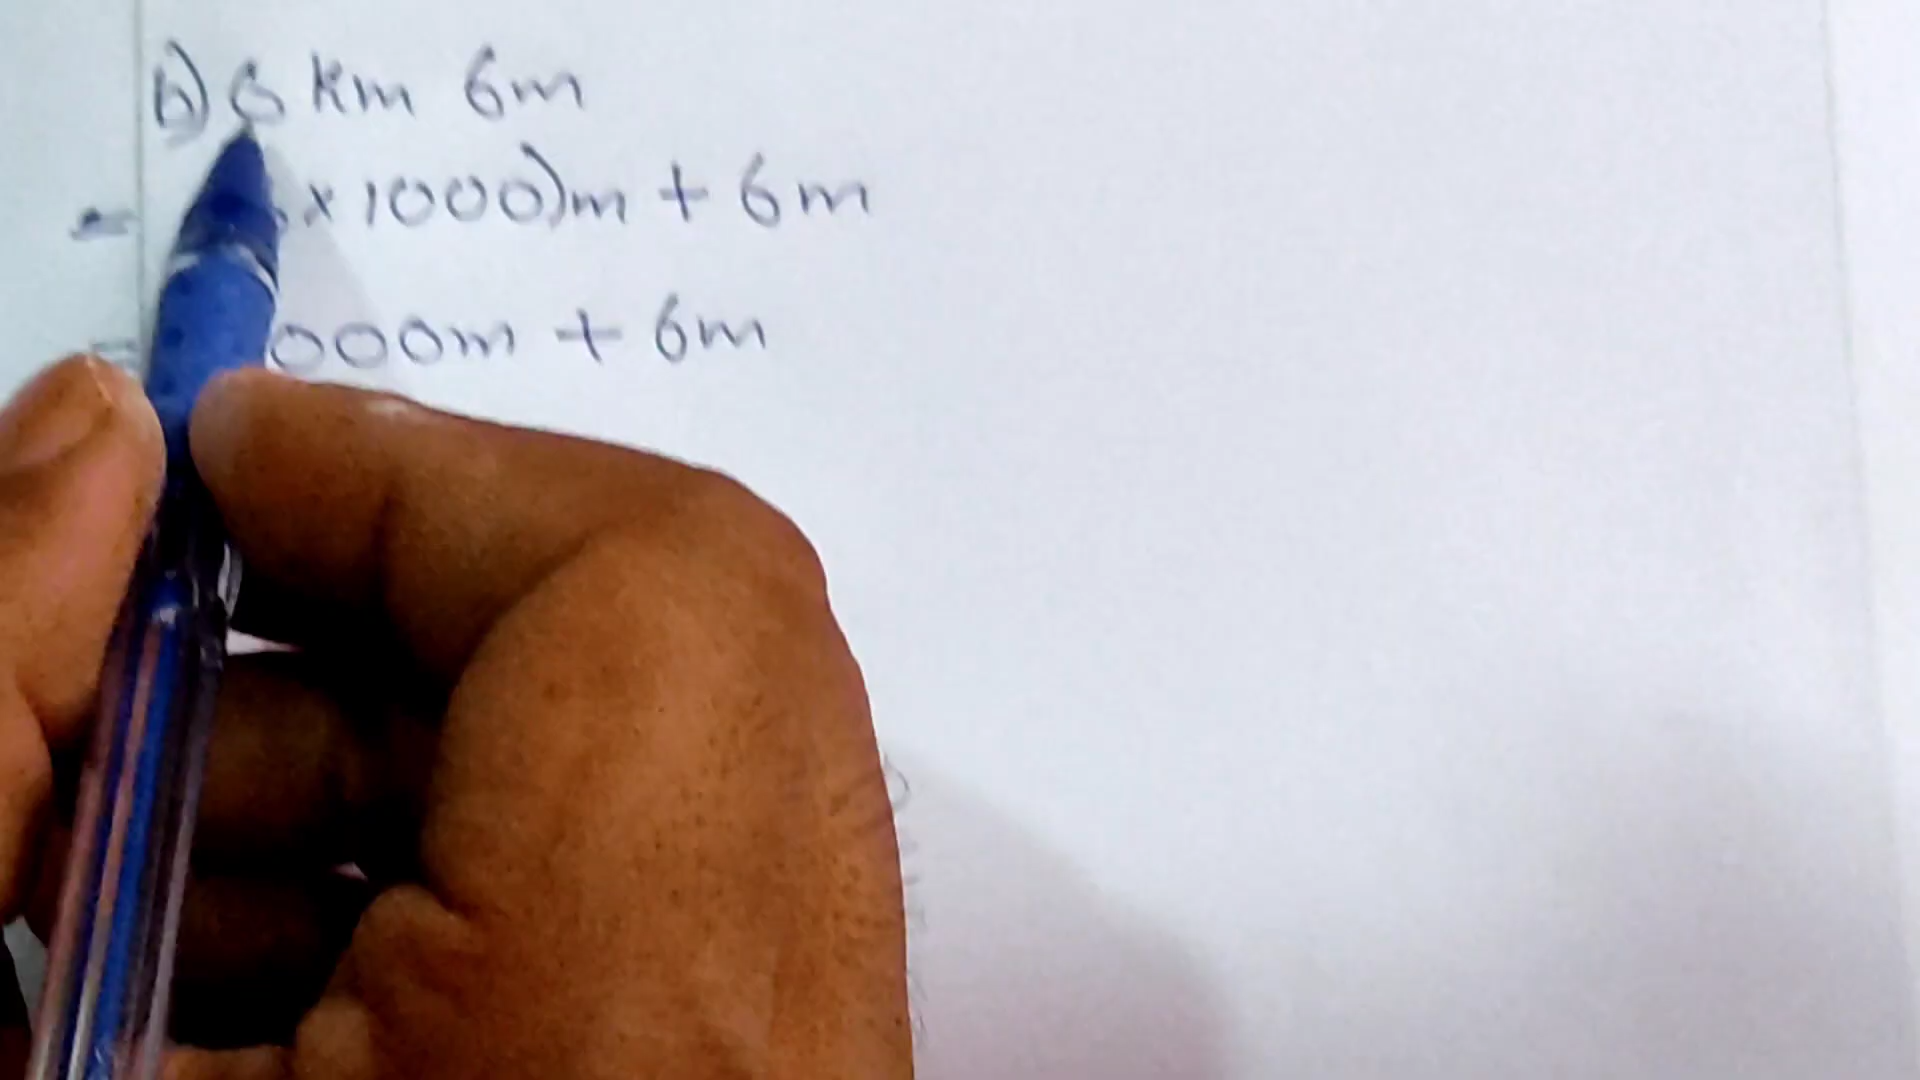 b) 6 km 6m
= ×1000)m + 6m
= 000m + 6m